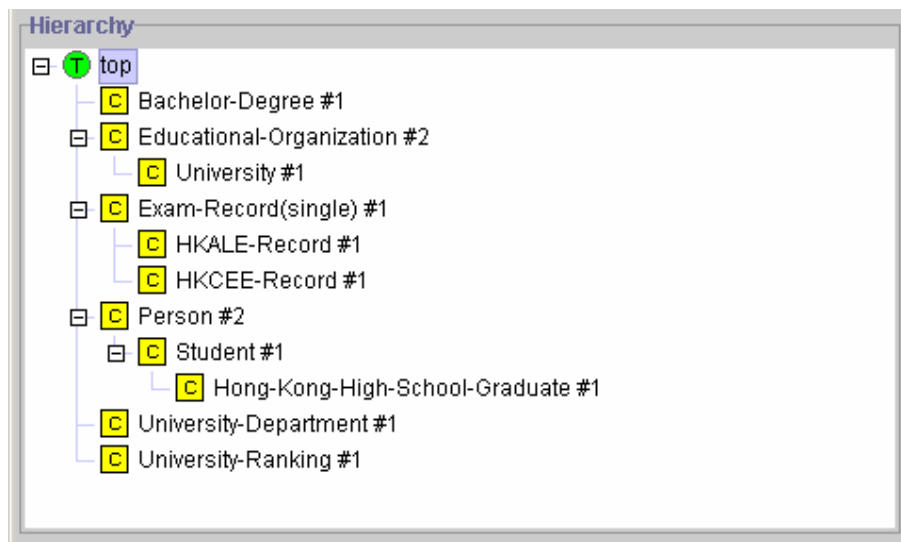 Hierarchy
T top
C Bachelor-Degree #1
C Educational-Organization #2
C University #1
C Exam-Record(single) #1
C HKALE-Record #1
C HKCEE-Record #1
C Person #2
C Student #1
C Hong-Kong-High-School-Graduate #1
C University-Department #1
C University-Ranking #1